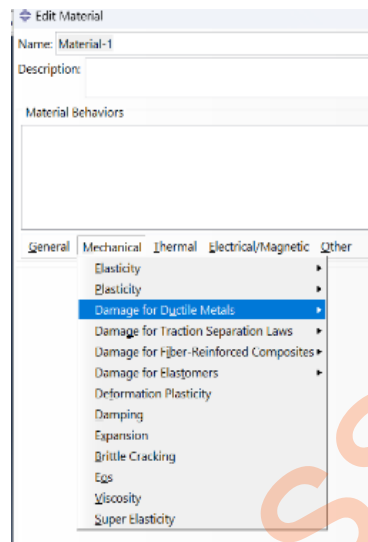 Edit Material
Name: Material-1
Description:
Material Behaviors
General Mechanical Thermal Electrical/Magnetic Other
Elasticity
Plasticity
Damage for Ductile Metals
Damage for Traction Separation Laws
Damage for Fiber-Reinforced Composites
Damage for Elastomers
Deformation Plasticity
Damping
Expansion
Brittle Cracking
Eos
Viscosity
Super Elasticity